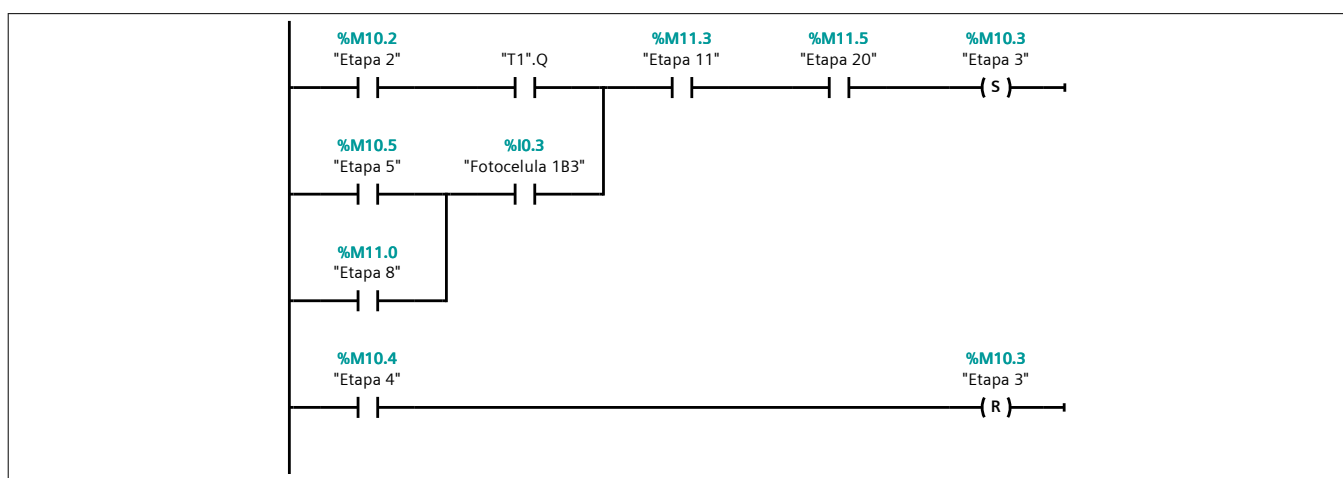 %M10.2 %M11.3 %M11.5 %M10.3
"Etapa 2" "T1".Q "Etapa 11" "Etapa 20" "Etapa 3"
S
%M10.5 %I0.3
"Etapa 5" "Fotocelula 1B3"
%M11.0
"Etapa 8"
%M10.4 %M10.3
"Etapa 4" "Etapa 3"
R